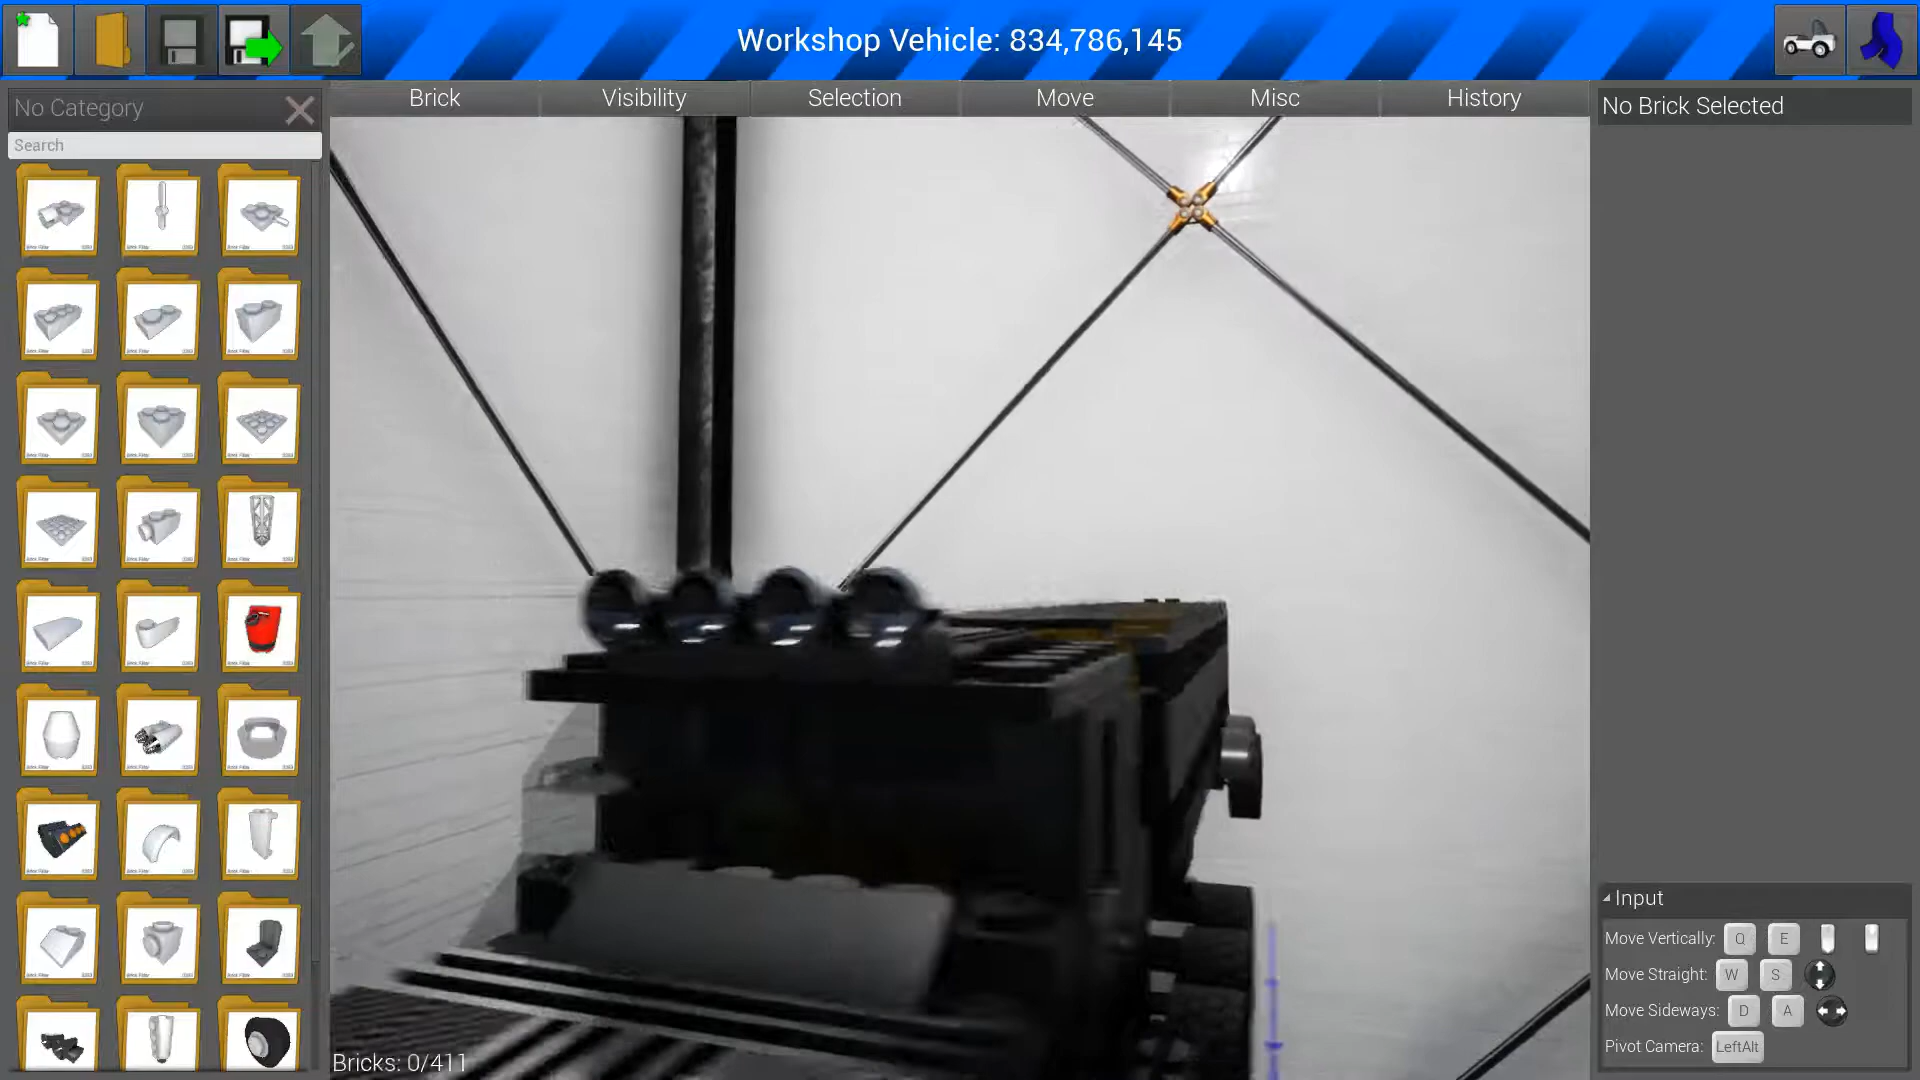 Workshop Vehicle: 834,786,145
No Category
Search
Brick
Visibility
Selection
Move
Misc
History
No Brick Selected
Bricks: 0/411
Input
Move Vertically: Q E
Move Straight: W S
Move Sideways: D A
Pivot Camera: LeftAlt